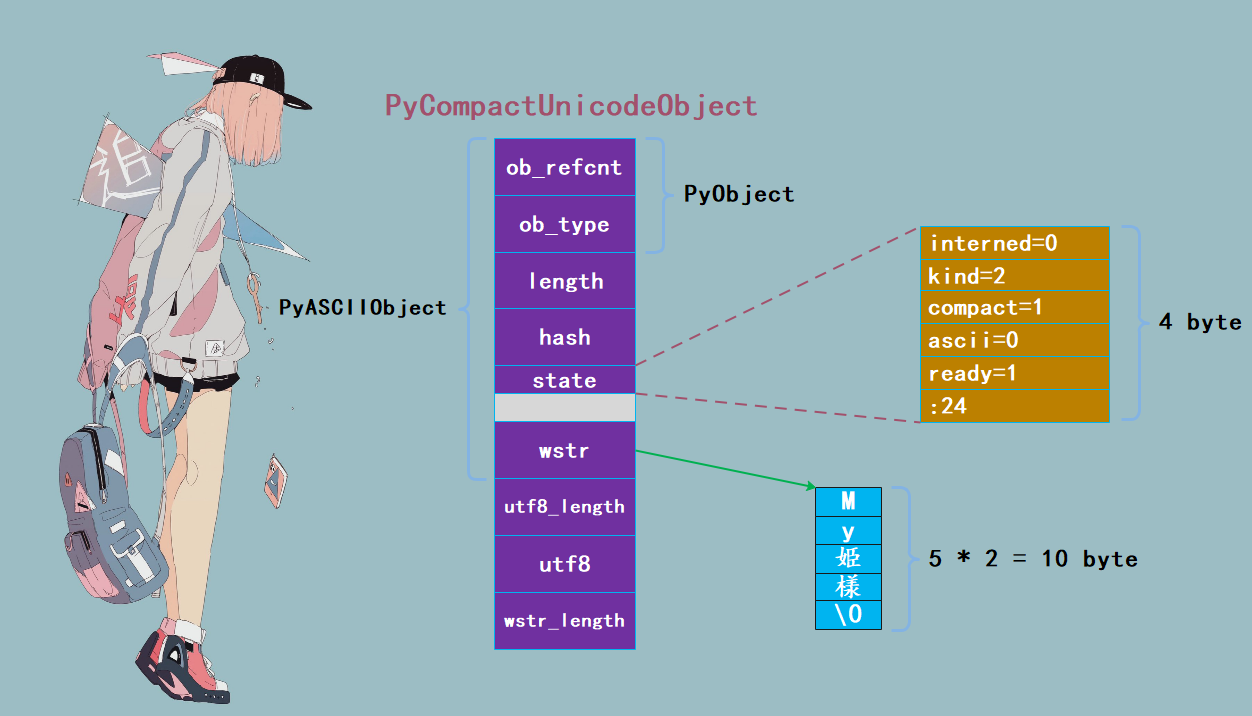 PyCompactUnicodeObject
ob_refcnt
ob_type
PyObject
length
PyASCIIObject
hash
state
wstr
utf8_length
utf8
wstr_length
interned=0
kind=2
compact=1
ascii=0
ready=1
:24
4 byte
M
y
姫
様
\0
5 * 2 = 10 byte
追